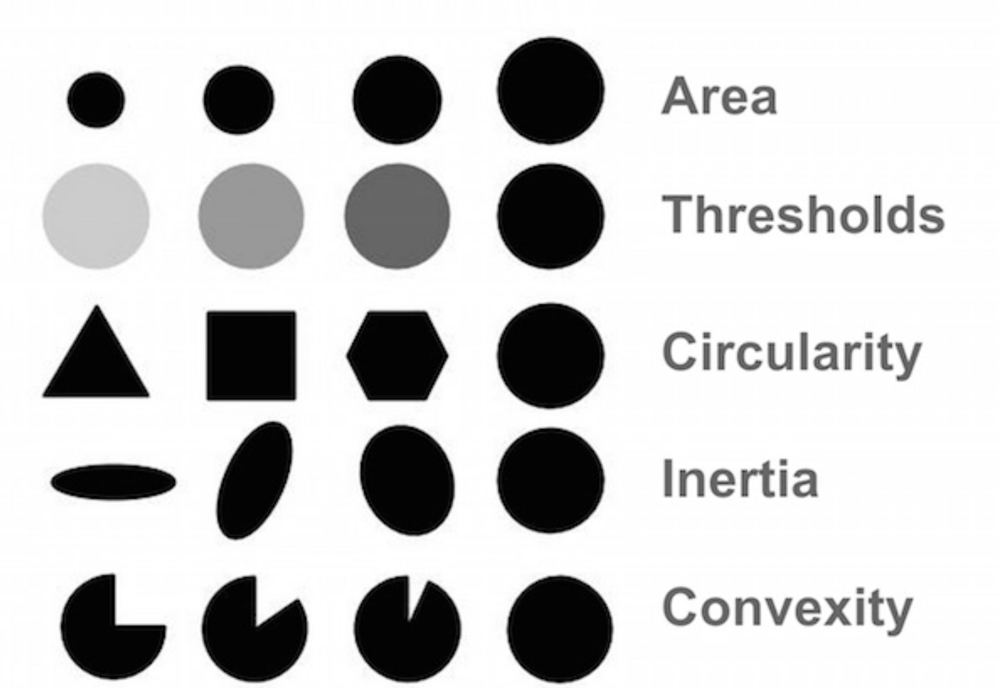 Area
Thresholds
Circularity
Inertia
Convexity